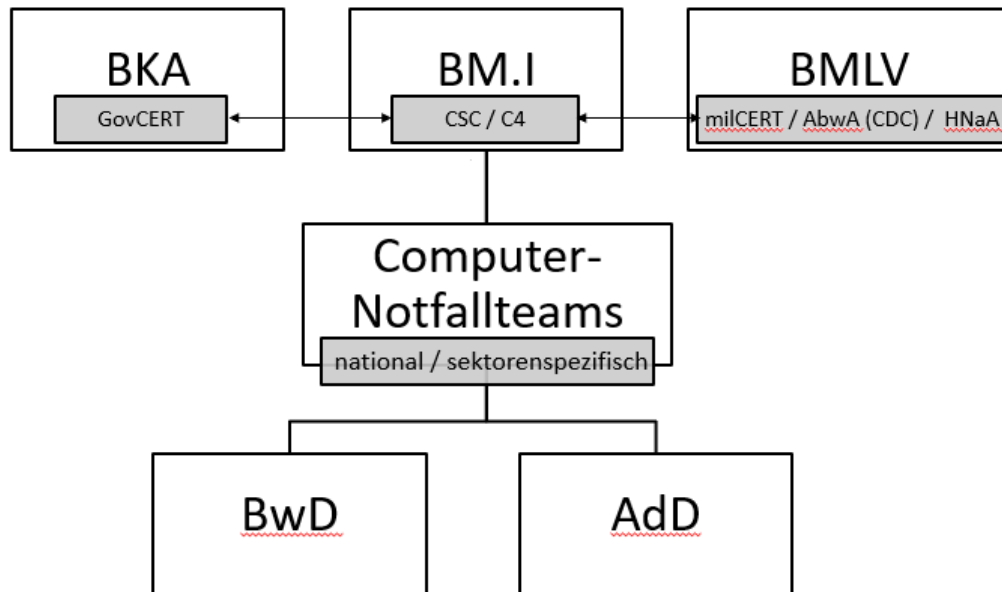 BKA
GovCERT
BM.I
CSC / C4
BMLV
milCERT / AbwA (CDC) / HNaA
Computer-
Notfallteams
national / sektorenspezifisch
BwD
AdD